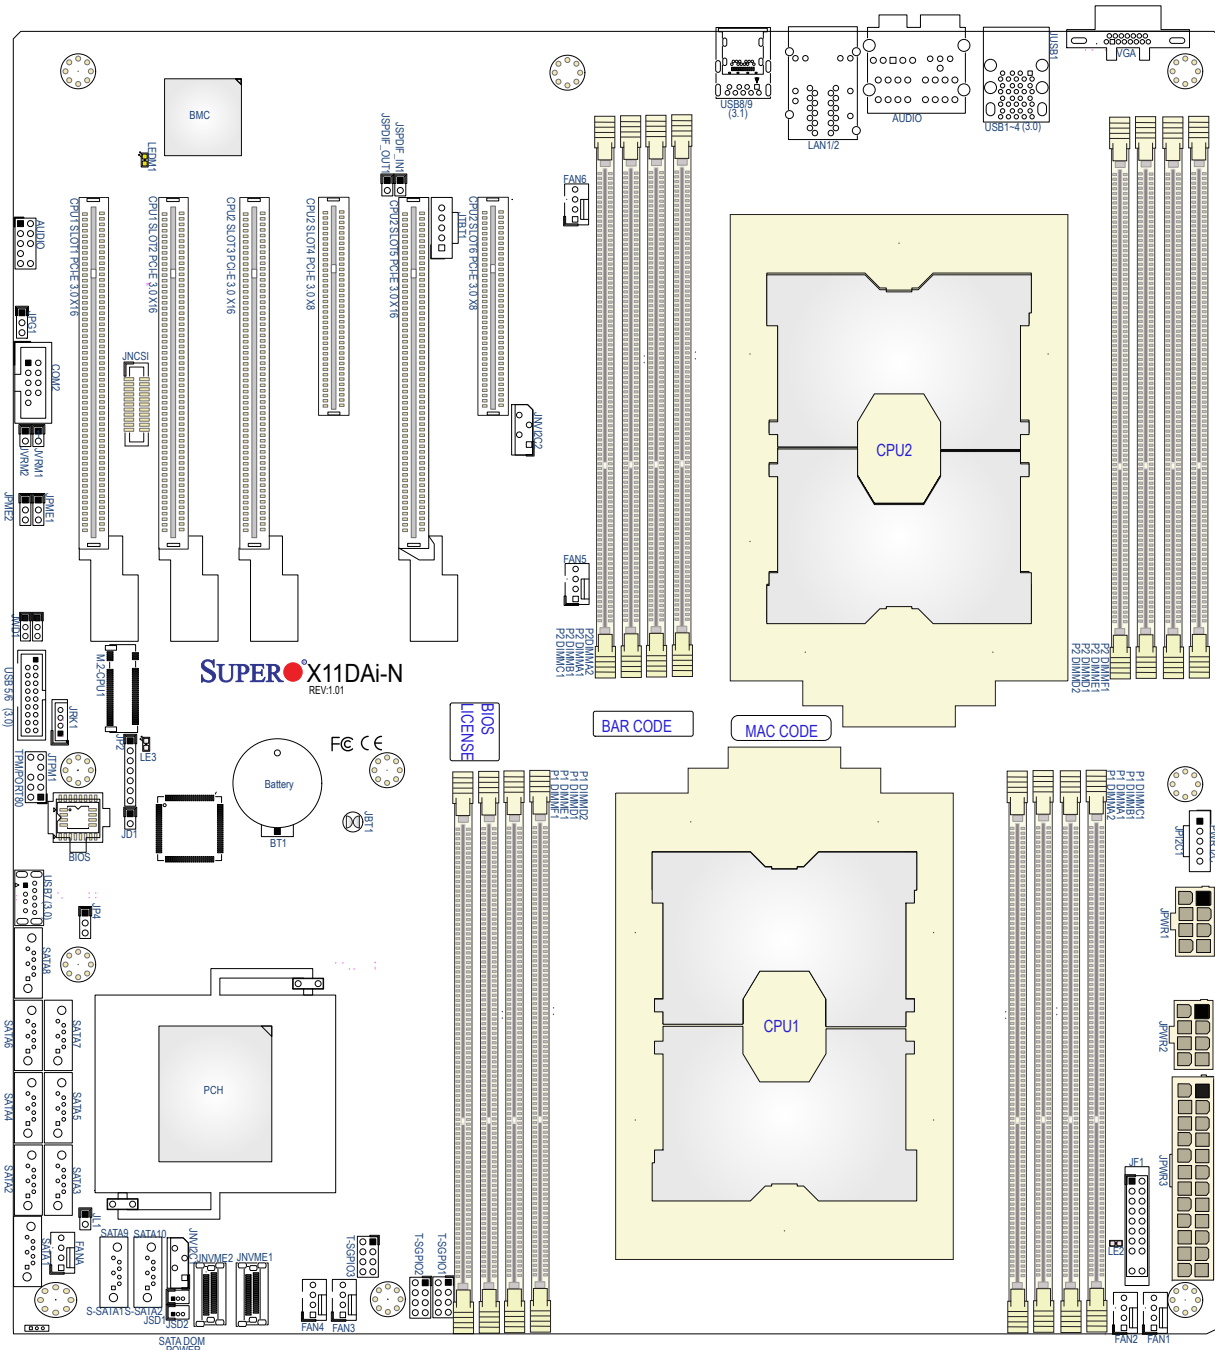 JUSB1
VGA
USB8/9
(3.1)
LAN1/2
AUDIO
USB1~4 (3.0)
BMC
LEDM1
JSPDIF_OUT1
JSPDIF_IN1
FAN6
AUDIO
CPU1 SLOT1 PCI-E 3.0 X16
CPU1 SLOT2 PCI-E 3.0 X16
CPU2 SLOT3 PCI-E 3.0 X16
CPU2 SLOT4 PCI-E 3.0 X8
CPU2 SLOT5 PCI-E 3.0 X16
JTBT1
CPU2 SLOT6 PCI-E 3.0 X8
JPG1
COM2
JNCSI
JNVI2C2
JVRM2
JVRM1
JPME2
JPME1
CPU2
FAN5
P2 DIMMC1
P2 DIMMB1
P2 DIMMA1
P2 DIMMA2
P2 DIMMF1
P2 DIMME1
P2 DIMMD1
P2 DIMMD2
JWD1
USB 5/6 (3.0)
M.2-CPU1
JRK1
SUPER X11DAi-N
REV:1.01
BIOS
LICENSE
BAR CODE
MAC CODE
JP2
LE3
FC CE
JTPM1
TPM/PORT80
Battery
BT1
JBT1
JD1
BIOS
P1 DIMMF1
P1 DIMME1
P1 DIMMD1
P1 DIMMD2
P1 DIMMC1
P1 DIMMB1
P1 DIMMA1
P1 DIMMA2
JPI2C1
USB7 (3.0)
JP4
JPWR1
SATA8
SATA6
SATA7
CPU1
JPWR2
PCH
SATA4
SATA5
SATA2
SATA3
JF1
JPWR3
JL1
SATA1
FANA
SATA9
SATA10
JNVME2
JNVME1
T-SGPIO3
T-SGPIO2
T-SGPIO1
LE2
S-SATA1
S-SATA2
JSD1
JSD2
SATA DOM
POWER
FAN4
FAN3
FAN2
FAN1